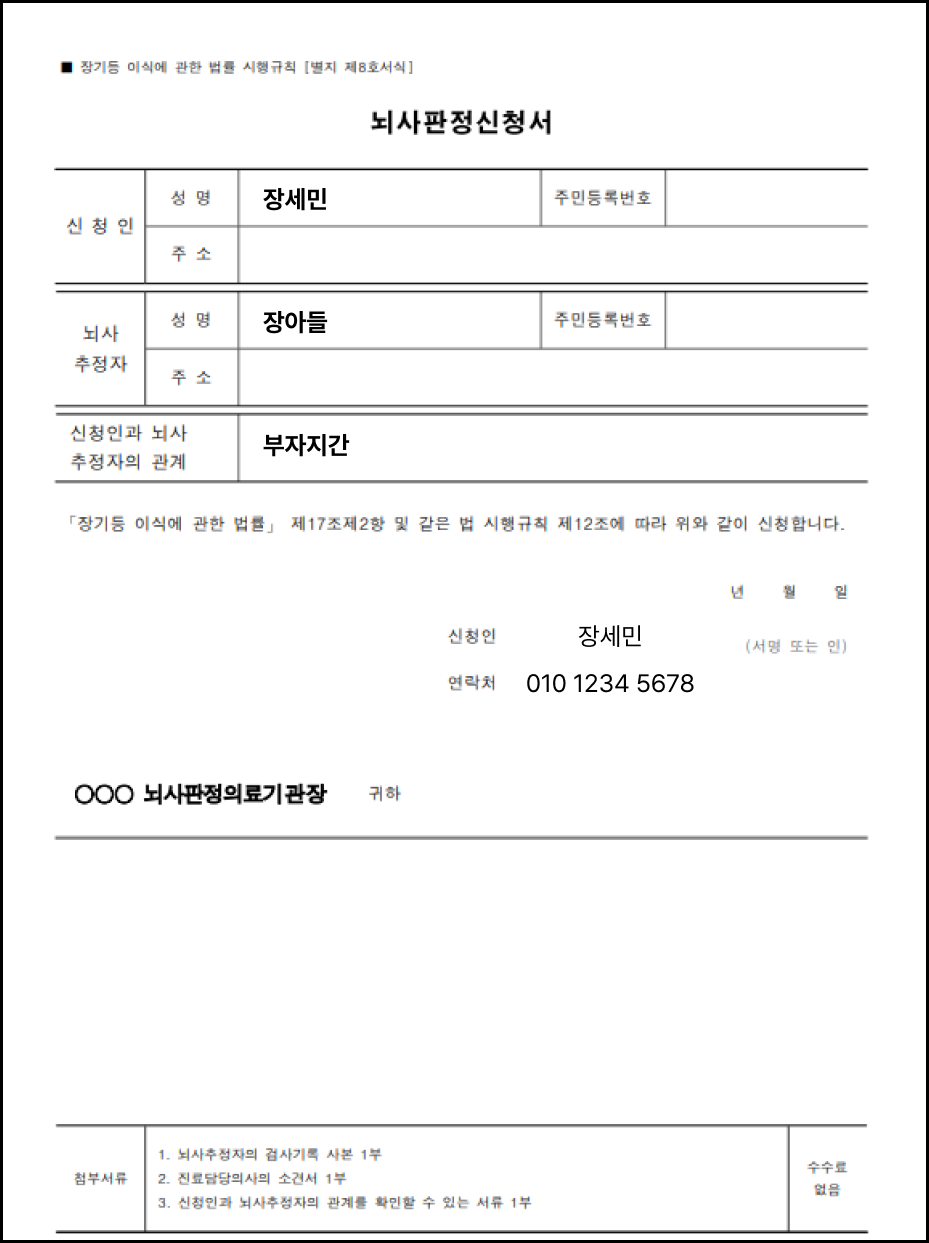 ■ 장기등 이식에 관한 법률 시행규칙 [별지 제8호서식]
뇌사판정신청서
신 청 인
성 명 장세민 주민등록번호
주 소
뇌사
추정자
성 명 장아들 주민등록번호
주 소
신청인과 뇌사
추정자의 관계
부자지간
「장기등 이식에 관한 법률」 제17조제2항 및 같은 법 시행규칙 제12조에 따라 위와 같이 신청합니다.
년 월 일
신청인 장세민 (서명 또는 인)
연락처 010 1234 5678
○○○ 뇌사판정의료기관장 귀하
첨부서류
1. 뇌사추정자의 검사기록 사본 1부
2. 진료담당의사의 소견서 1부
3. 신청인과 뇌사추정자의 관계를 확인할 수 있는 서류 1부
수수료
없음